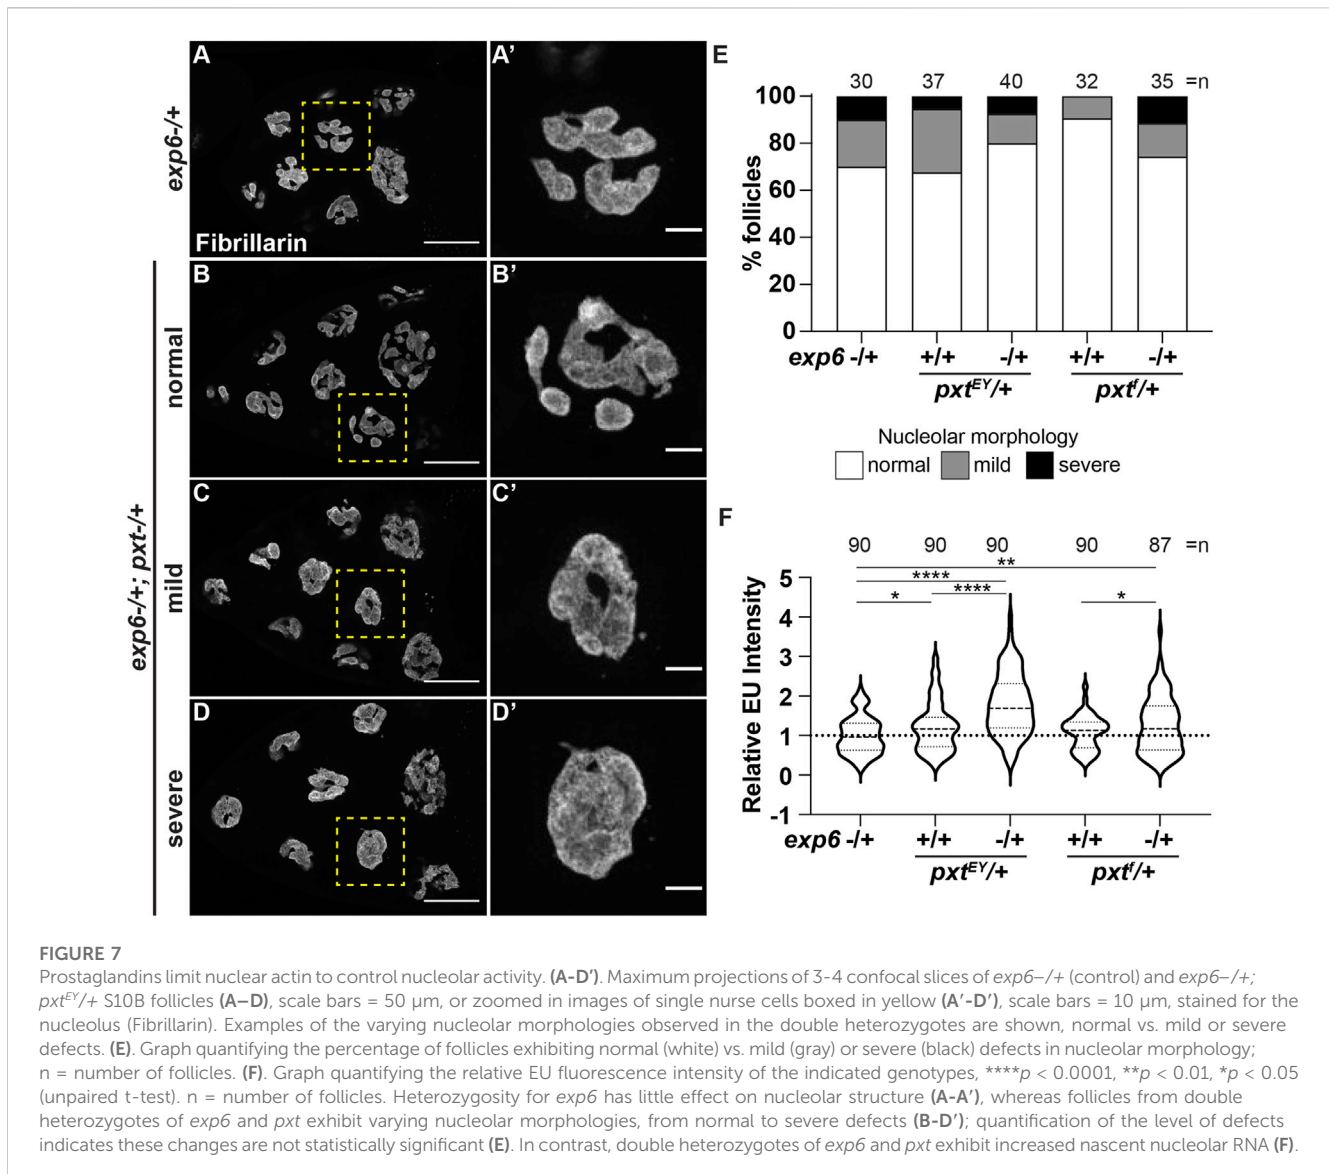 A
A'
exp6-/+
Fibrillarin
B
B'
normal
C
C'
exp6-/+; pxt-/+
mild
D
D'
severe
E
30 37 40 32 35 =n
100
80
60
40
20
0
% follicles
exp6 -/+ +/+ -/+ +/+ -/+
pxtEY/+ pxtf/+
Nucleolar morphology
normal mild severe
F
90 90 90 90 87 =n
**
****
* **** *
5
4
3
2
1
0
-1
Relative EU Intensity
exp6 -/+ +/+ -/+ +/+ -/+
pxtEY/+ pxtf/+
FIGURE 7
Prostaglandins limit nuclear actin to control nucleolar activity. (A-D′). Maximum projections of 3-4 confocal slices of exp6−/+ (control) and exp6−/+;
pxtEY/+ S10B follicles (A–D), scale bars = 50 µm, or zoomed in images of single nurse cells boxed in yellow (A′-D′), scale bars = 10 µm, stained for the
nucleolus (Fibrillarin). Examples of the varying nucleolar morphologies observed in the double heterozygotes are shown, normal vs. mild or severe
defects. (E). Graph quantifying the percentage of follicles exhibiting normal (white) vs. mild (gray) or severe (black) defects in nucleolar morphology;
n = number of follicles. (F). Graph quantifying the relative EU fluorescence intensity of the indicated genotypes, ****p < 0.0001, **p < 0.01, *p < 0.05
(unpaired t-test). n = number of follicles. Heterozygosity for exp6 has little effect on nucleolar structure (A-A′), whereas follicles from double
heterozygotes of exp6 and pxt exhibit varying nucleolar morphologies, from normal to severe defects (B-D′); quantification of the level of defects
indicates these changes are not statistically significant (E). In contrast, double heterozygotes of exp6 and pxt exhibit increased nascent nucleolar RNA (F).